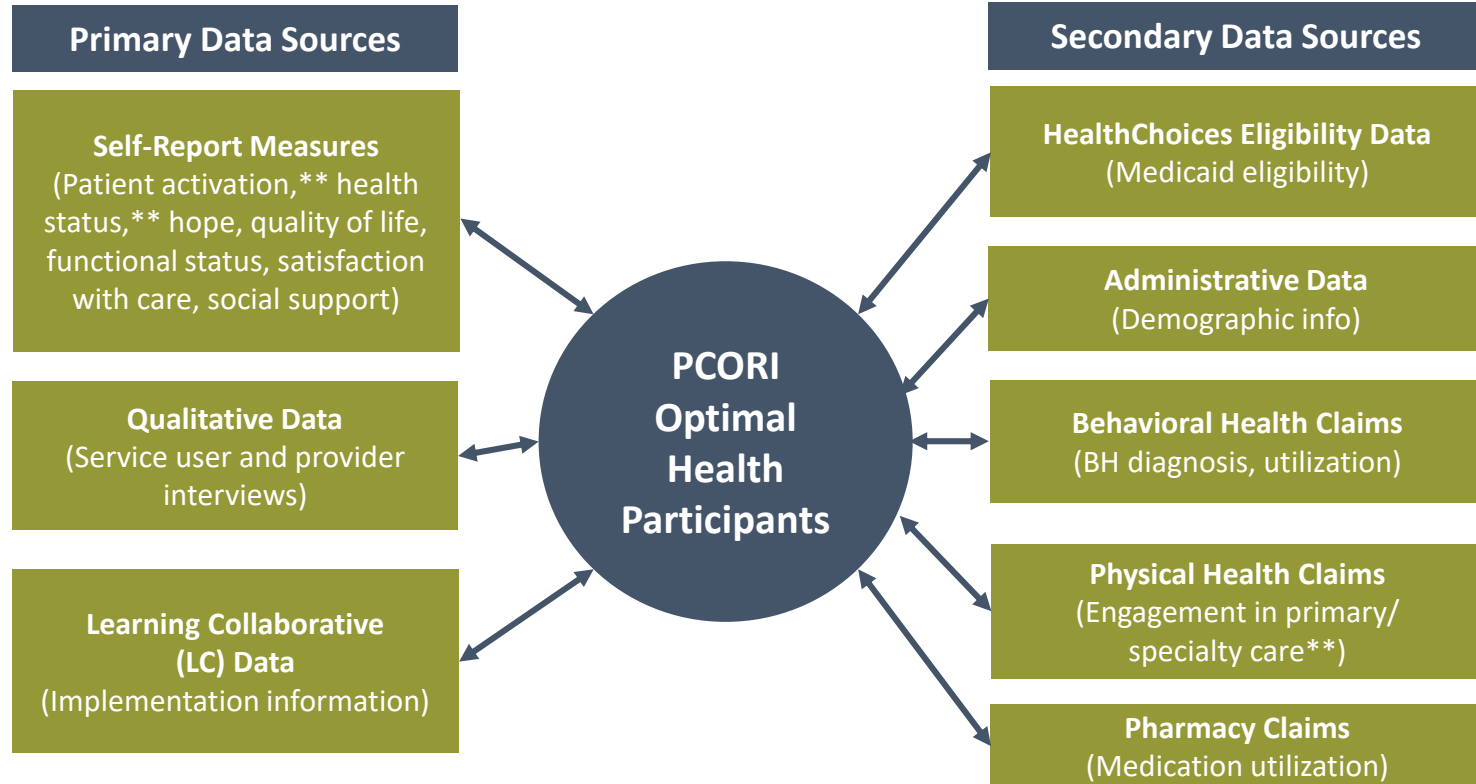 Primary Data Sources
Self-Report Measures
(Patient activation,** health
status,** hope, quality of life,
functional status, satisfaction
with care, social support)
Qualitative Data
(Service user and provider
interviews)
Learning Collaborative
(LC) Data
(Implementation information)
PCORI
Optimal
Health
Participants
Secondary Data Sources
HealthChoices Eligibility Data
(Medicaid eligibility)
Administrative Data
(Demographic info)
Behavioral Health Claims
(BH diagnosis, utilization)
Physical Health Claims
(Engagement in primary/
specialty care**)
Pharmacy Claims
(Medication utilization)